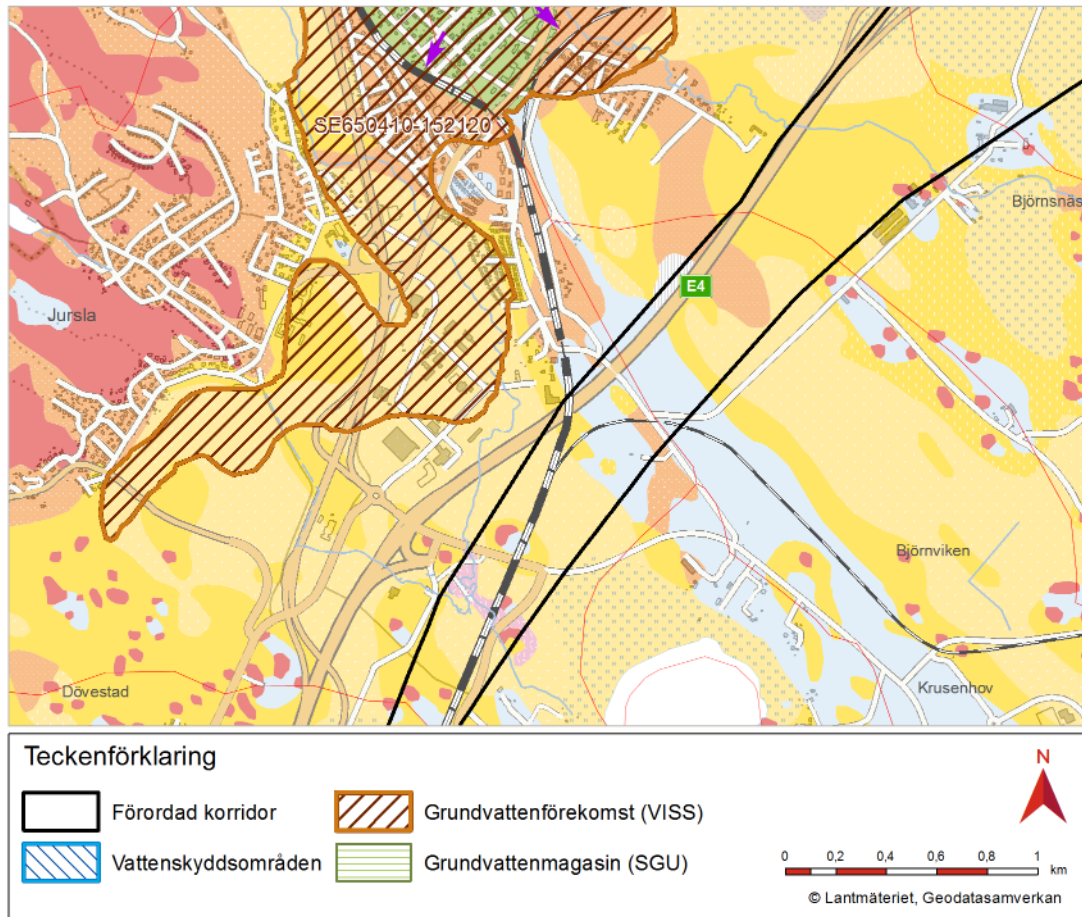 SE650410-152120
Björnsnäs
E4
Jursla
Björnviken
Dövestad
Krusenhov
Teckenförklaring
Förordad korridor
Grundvattenförekomst (VISS)
Vattenskyddsområden
Grundvattenmagasin (SGU)
N
0 0,2 0,4 0,6 0,8 1
km
© Lantmäteriet, Geodatasamverkan